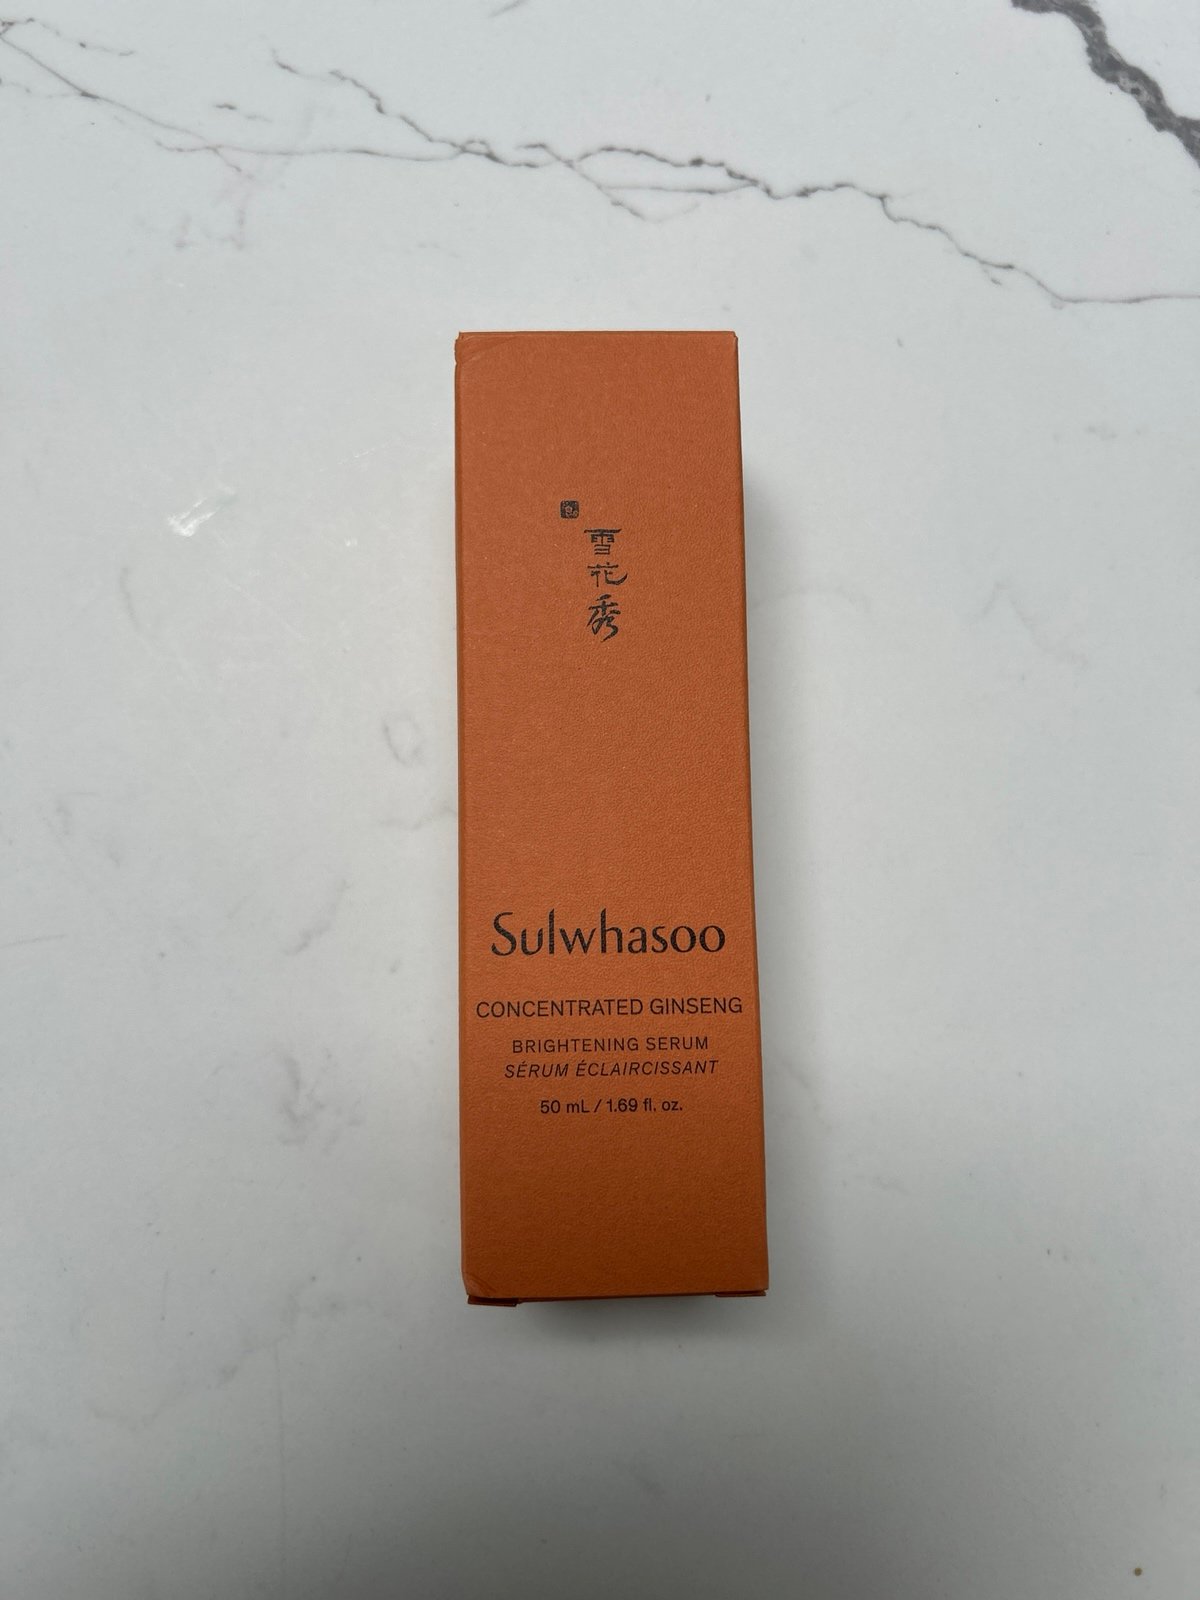 雪
花
秀
Sulwhasoo
CONCENTRATED GINSENG
BRIGHTENING SERUM
SÉRUM ÉCLAIRCISSANT
50 mL / 1.69 fl. oz.